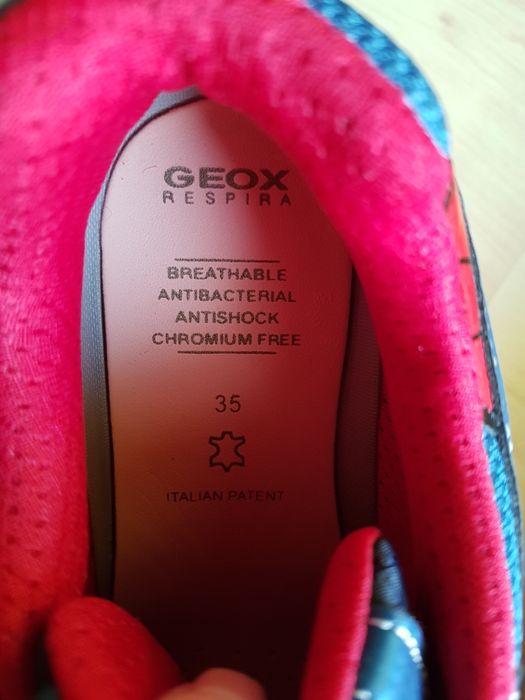 GEOX
RESPIRA
BREATHABLE
ANTIBACTERIAL
ANTISHOCK
CHROMIUM FREE
35
ITALIAN PATENT